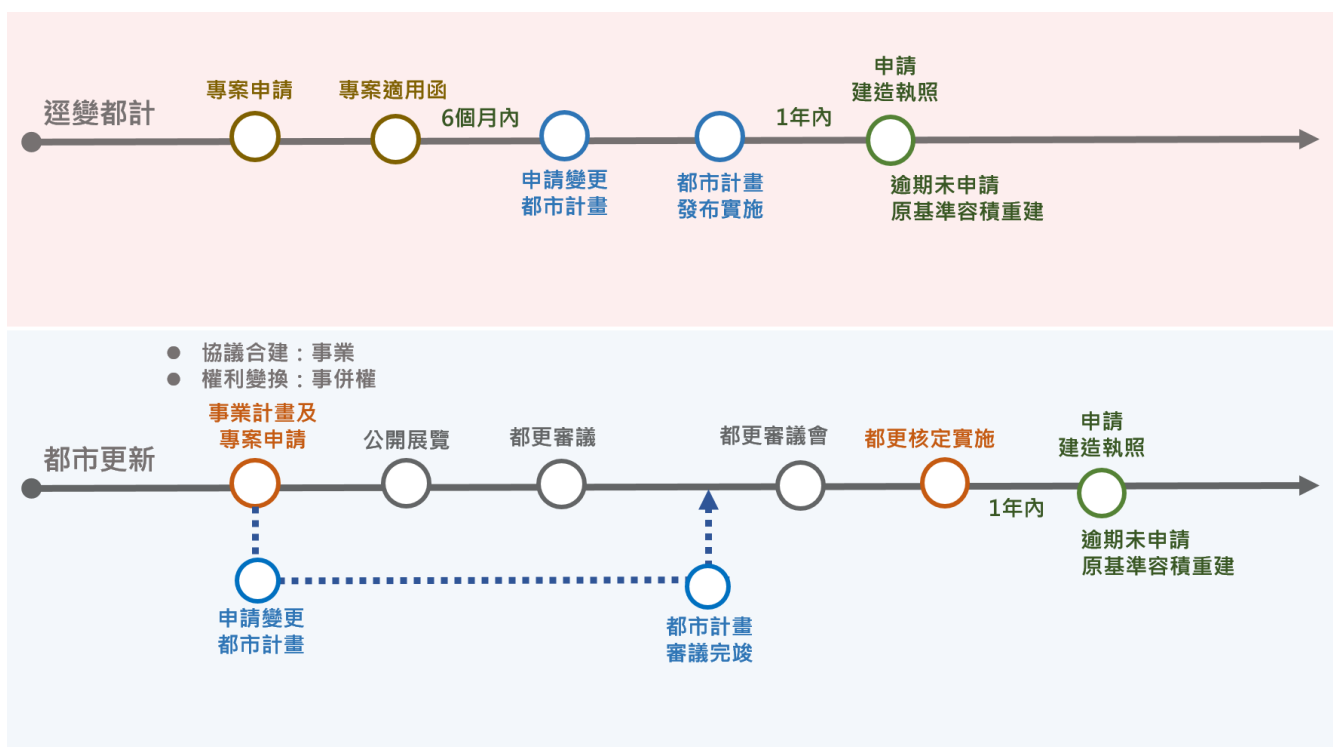 逕變都計
專案申請
專案適用函
6個月內
申請變更
都市計畫
都市計畫
發布實施
1年內
申請
建造執照
逾期未申請
原基準容積重建
● 協議合建：事業
● 權利變換：事併權
都市更新
事業計畫及
專案申請
公開展覽
都更審議
都更審議會
都更核定實施
1年內
申請
建造執照
逾期未申請
原基準容積重建
申請變更
都市計畫
都市計畫
審議完竣